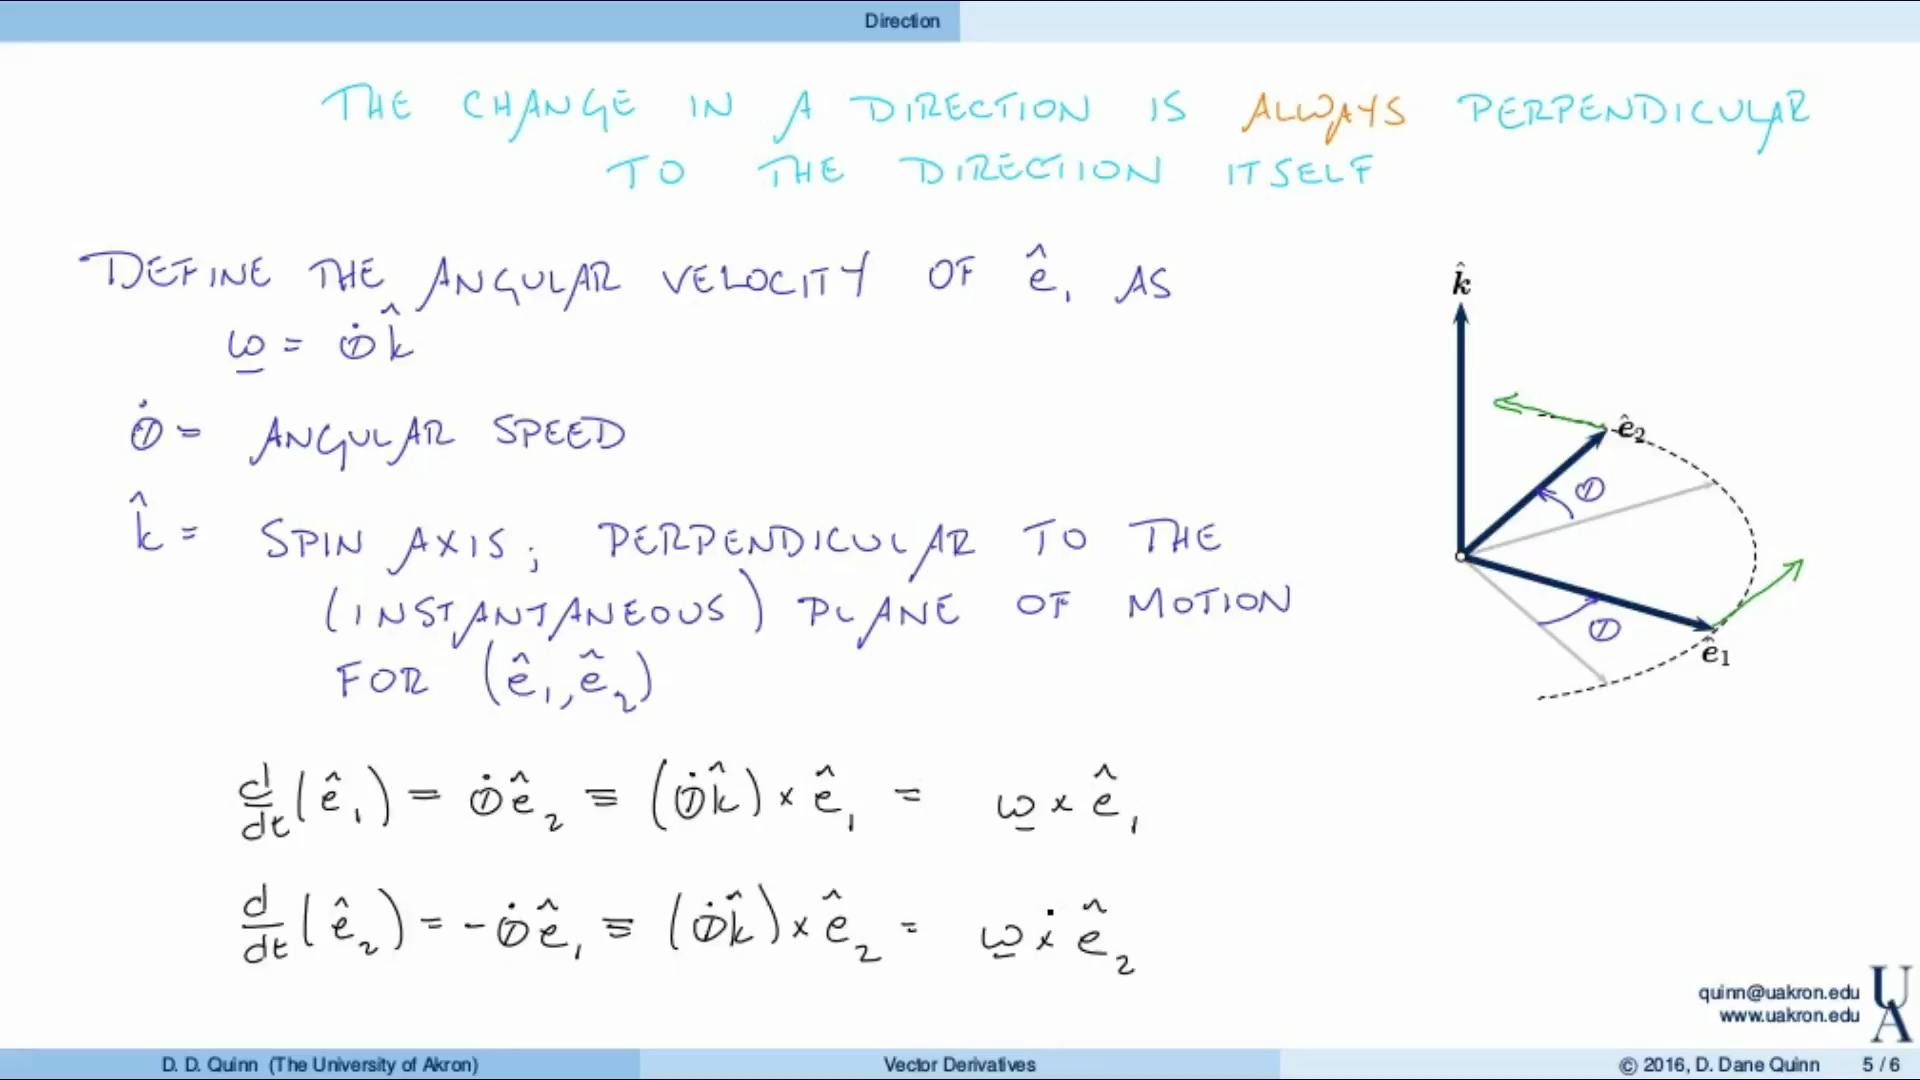 Direction
THE CHANGE IN A DIRECTION IS ALWAYS PERPENDICULAR
TO THE DIRECTION ITSELF
DEFINE THE ANGULAR VELOCITY OF ê₁ AS
ω̲ = φ̇ k̂
φ̇ = ANGULAR SPEED
k̂ = SPIN AXIS; PERPENDICULAR TO THE
(INSTANTANEOUS) PLANE OF MOTION
FOR (ê₁, ê₂)
d/dt (ê₁) = φ̇ ê₂ ≡ (φ̇ k̂) × ê₁ = ω̲ × ê₁
d/dt (ê₂) = - φ̇ ê₁ ≡ (φ̇ k̂) × ê₂ = ω̲ × ê₂
k̂
ê₂
φ
φ
ê₁
quinn@uakron.edu
www.uakron.edu
UA
D. D. Quinn (The University of Akron)
Vector Derivatives
© 2016, D. Dane Quinn 5 / 6